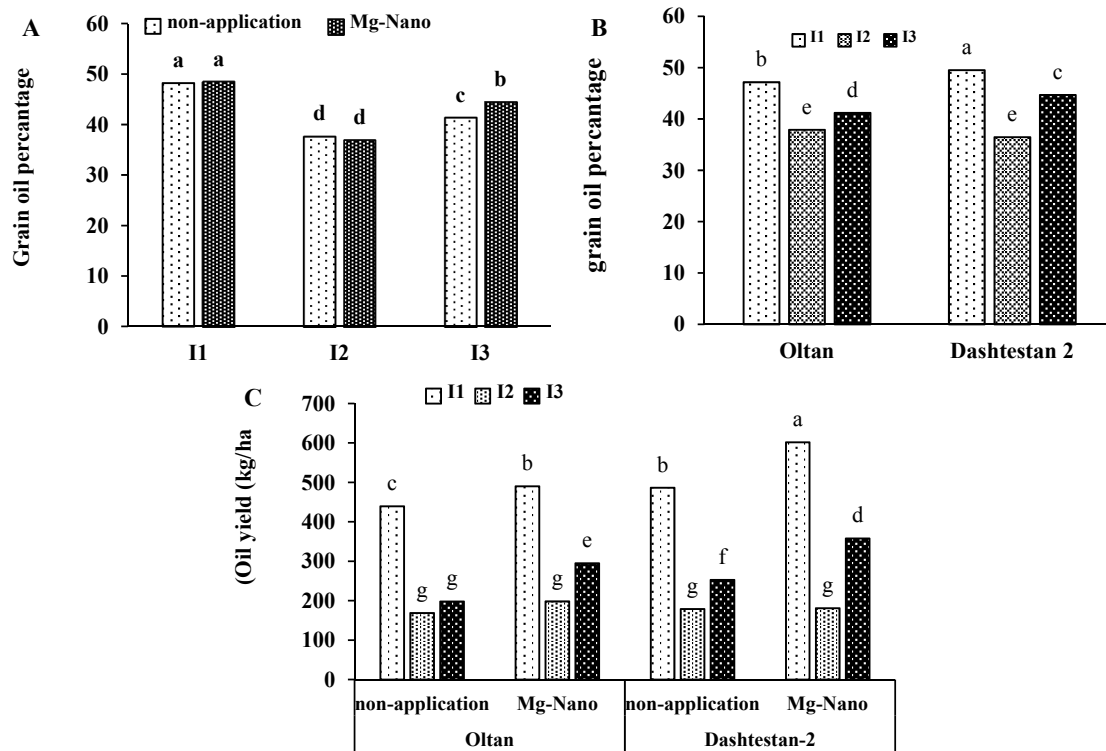 A
non-application Mg-Nano
Grain oil percentage
60
50
40
30
20
10
0
a a
d d
c b
I1 I2 I3
B
I1 I2 I3
grain oil percantage
60
50
40
30
20
10
0
b e d
a e c
Oltan Dashtestan 2
C
I1 I2 I3
(Oil yield (kg/ha
700
600
500
400
300
200
100
0
c g g
b g e
b g f
a g d
non-application Mg-Nano non-application Mg-Nano
Oltan Dashtestan-2